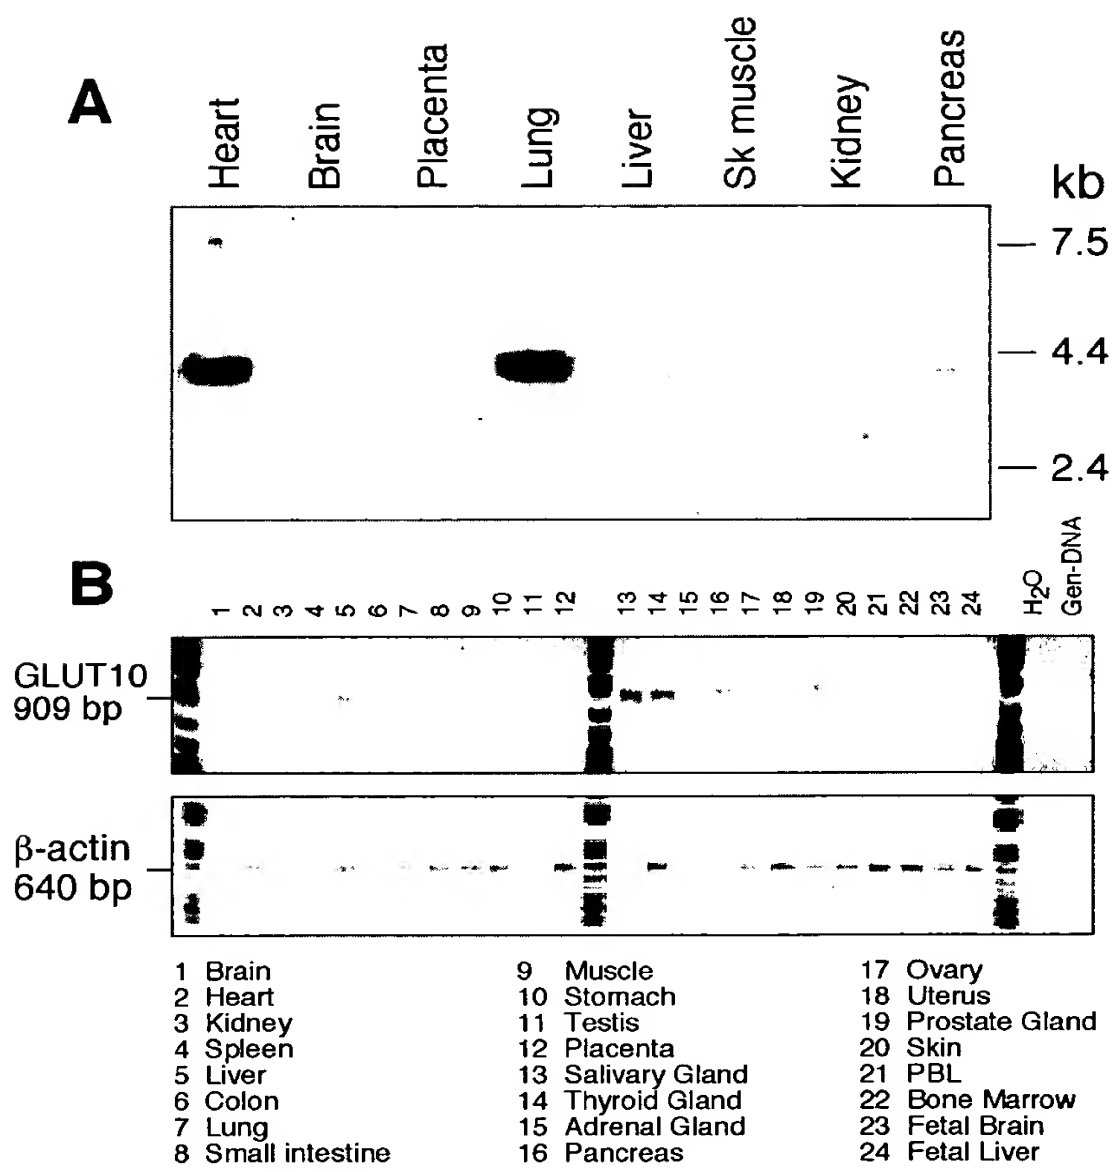 A
Heart Brain Placenta Lung Liver Sk muscle Kidney Pancreas
kb
7.5
4.4
2.4
B
1 2 3 4 5 6 7 8 9 10 11 12 13 14 15 16 17 18 19 20 21 22 23 24 H₂O Gen-DNA
GLUT10
909 bp
β-actin
640 bp
1 Brain
2 Heart
3 Kidney
4 Spleen
5 Liver
6 Colon
7 Lung
8 Small intestine
9 Muscle
10 Stomach
11 Testis
12 Placenta
13 Salivary Gland
14 Thyroid Gland
15 Adrenal Gland
16 Pancreas
17 Ovary
18 Uterus
19 Prostate Gland
20 Skin
21 PBL
22 Bone Marrow
23 Fetal Brain
24 Fetal Liver